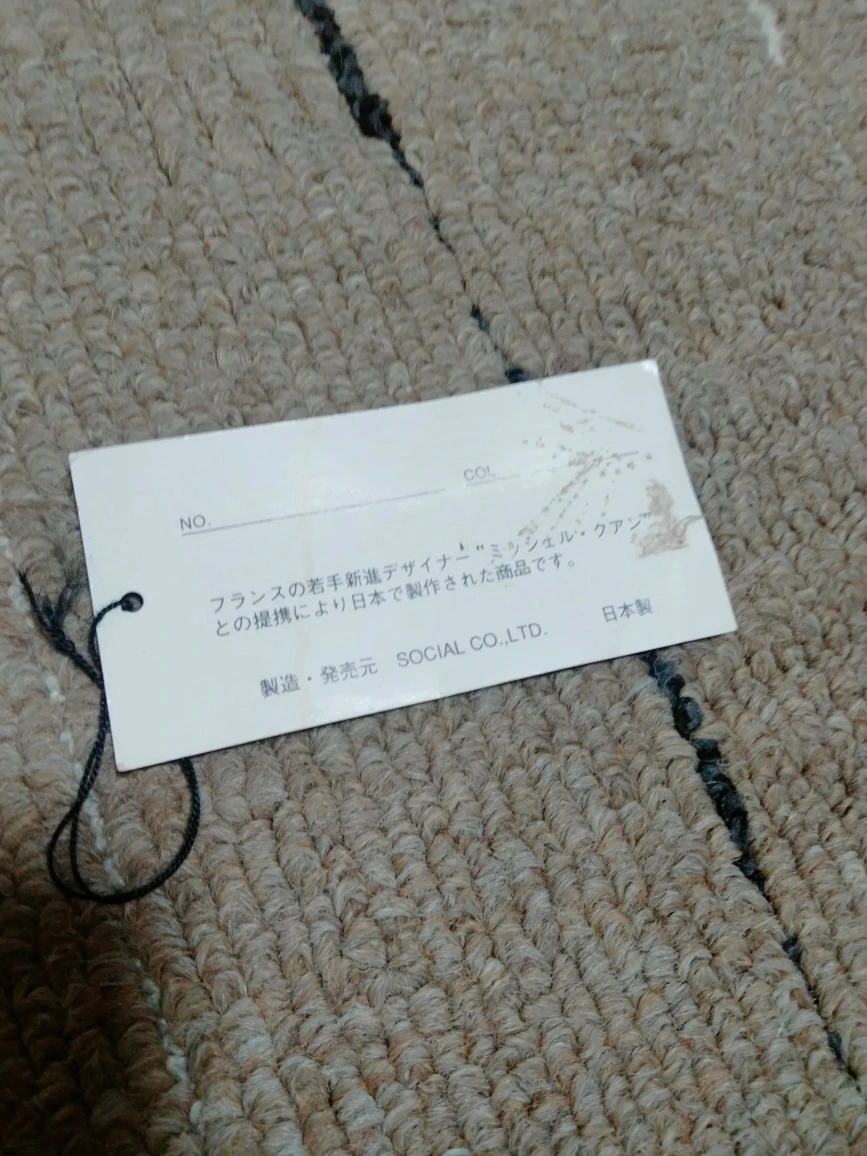 NO. COL
フランスの若手新進デザイナー"ミッシェル・クアン"
との提携により日本で製作された商品です。
製造・発売元 SOCIAL CO.,LTD. 日本製